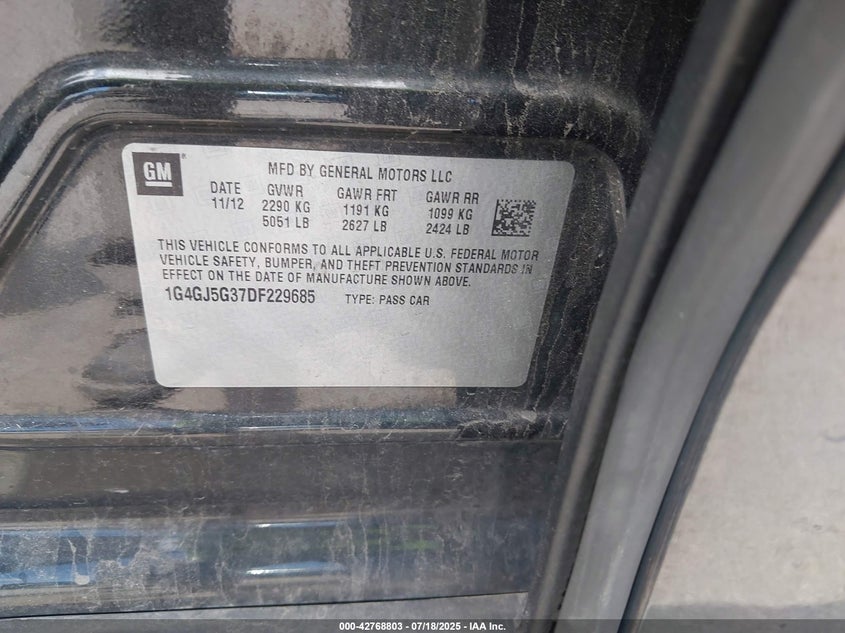 GM
MFD BY GENERAL MOTORS LLC
DATE GVWR GAWR FRT GAWR RR
11/12 2290 KG 1191 KG 1099 KG
5051 LB 2627 LB 2424 LB
THIS VEHICLE CONFORMS TO ALL APPLICABLE U.S. FEDERAL MOTOR
VEHICLE SAFETY, BUMPER, AND THEFT PREVENTION STANDARDS IN
EFFECT ON THE DATE OF MANUFACTURE SHOWN ABOVE.
1G4GJ5G37DF229685 TYPE: PASS CAR
000-42768803 - 07/18/2025 - IAA Inc.